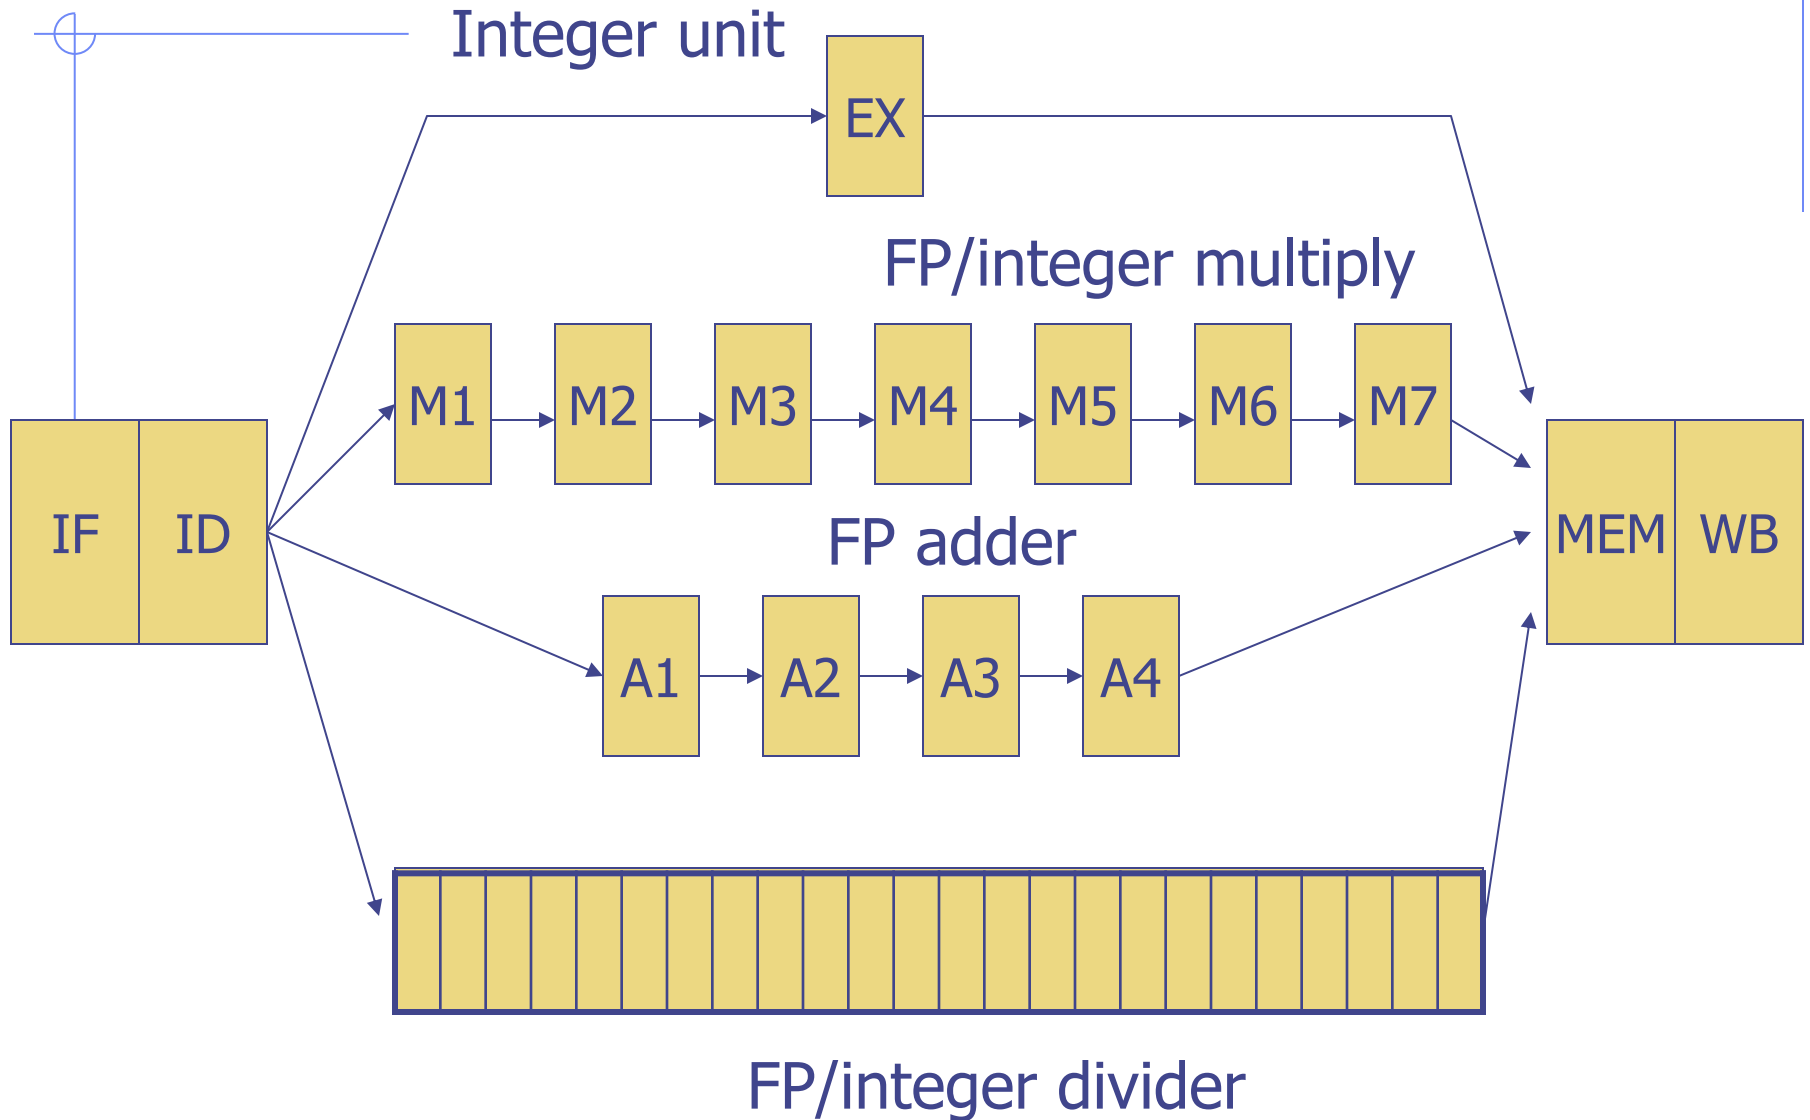 Integer unit
EX
FP/integer multiply
M1 M2 M3 M4 M5 M6 M7
IF ID
FP adder
MEM WB
A1 A2 A3 A4
FP/integer divider